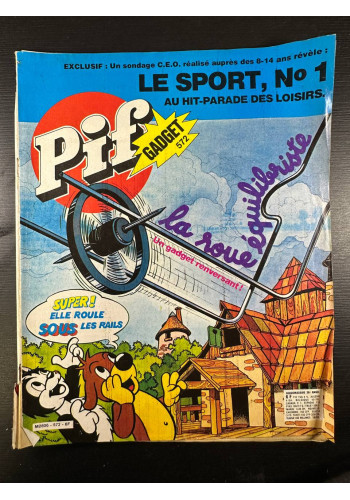 EXCLUSIF : Un sondage C.E.O. réalisé auprès des 8-14 ans révèle :
LE SPORT, No 1
AU HIT-PARADE DES LOISIRS.
Pif
GADGET
572
la roue équilibriste
Un gadget renversant !
SUPER !
ELLE ROULE
SOUS LES RAILS